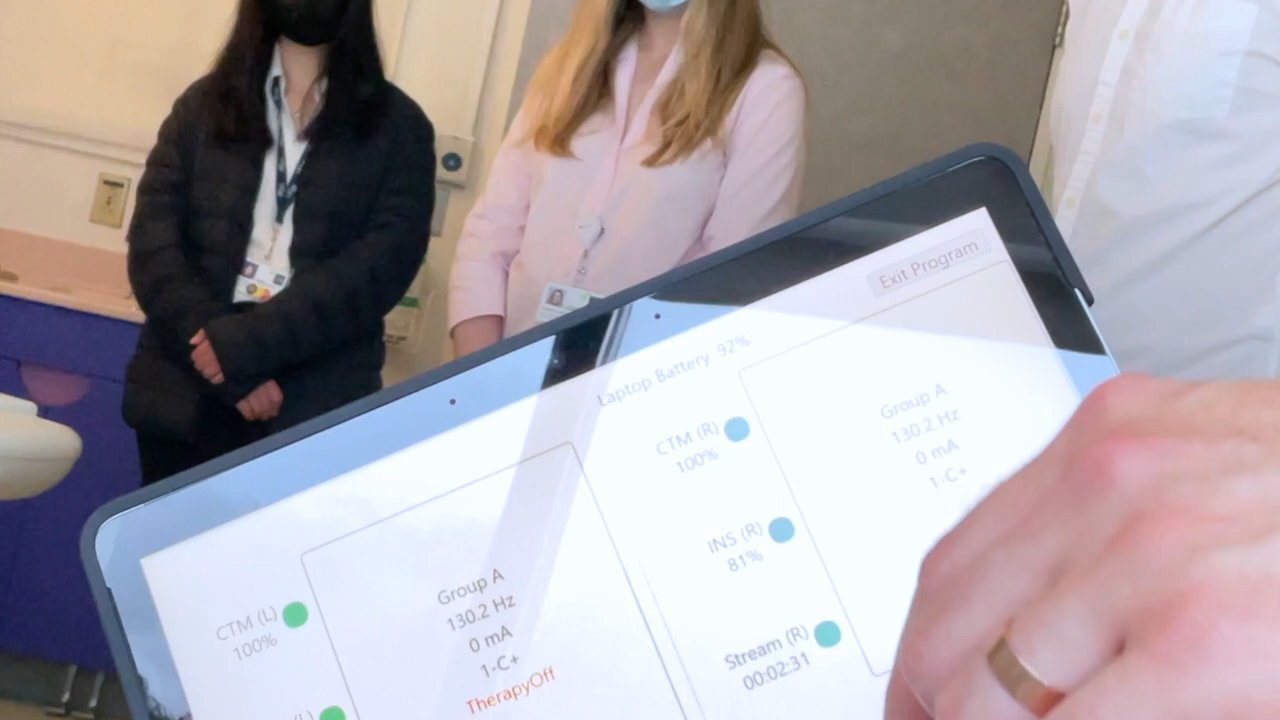 Exit Program
Laptop Battery 92%
CTM (R)
100%
Group A
130.2 Hz
0 mA
1-C+
INS (R)
81%
Stream (R)
00:02:31
CTM (L)
100%
Group A
130.2 Hz
0 mA
1-C+
TherapyOff
(L)